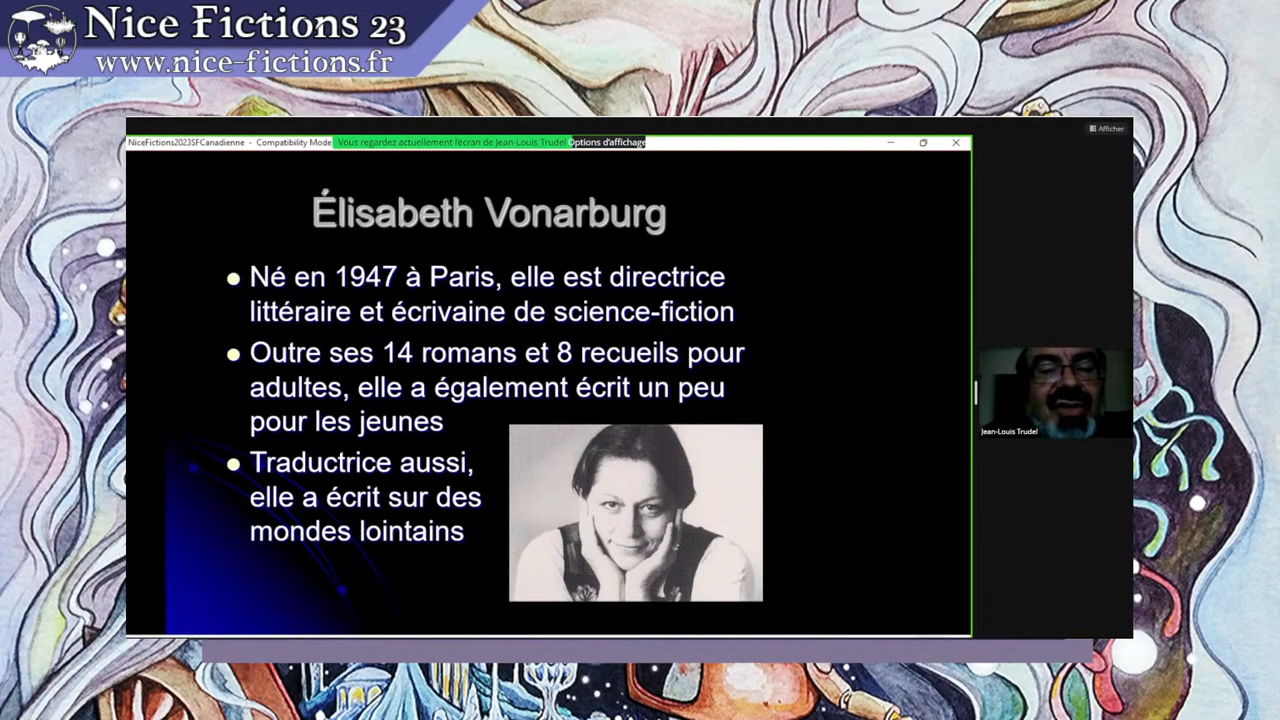 Nice Fictions 23
www.nice-fictions.fr
Afficher
NiceFictions2023SFCanadienne - Compatibility Mode
Vous regardez actuellement l'écran de Jean-Louis Trudel
Options d'affichage
Élisabeth Vonarburg
Né en 1947 à Paris, elle est directrice
littéraire et écrivaine de science-fiction
Outre ses 14 romans et 8 recueils pour
adultes, elle a également écrit un peu
pour les jeunes
Traductrice aussi,
elle a écrit sur des
mondes lointains
Jean-Louis Trudel